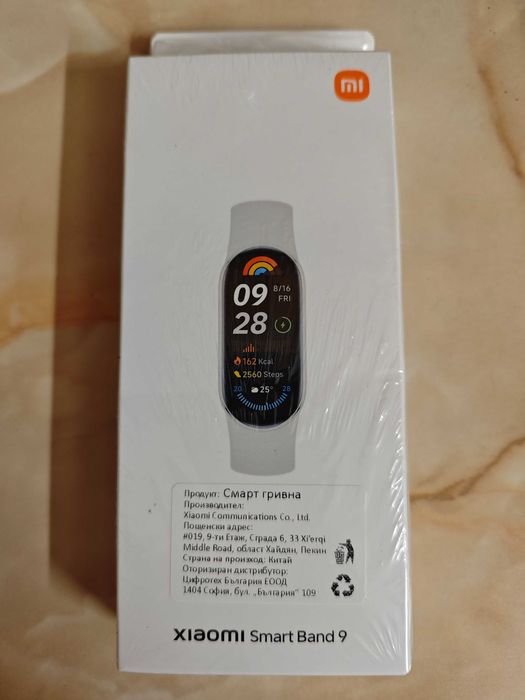 mi
09
28
8/16
FRI
162 Kcal
2560 Steps
20
25°
28
Продукт: Смарт гривна
Производител:
Xiaomi Communications Co., Ltd.
Пощенски адрес:
#019, 9-ти Етаж, Сграда 6, 33 Xi'erqi
Middle Road, област Хайдян, Пекин
Страна на произход: Китай
Оторизиран дистрибутор:
Цифротех България ЕООД
1404 София, бул. „България" 109
xiaomi Smart Band 9